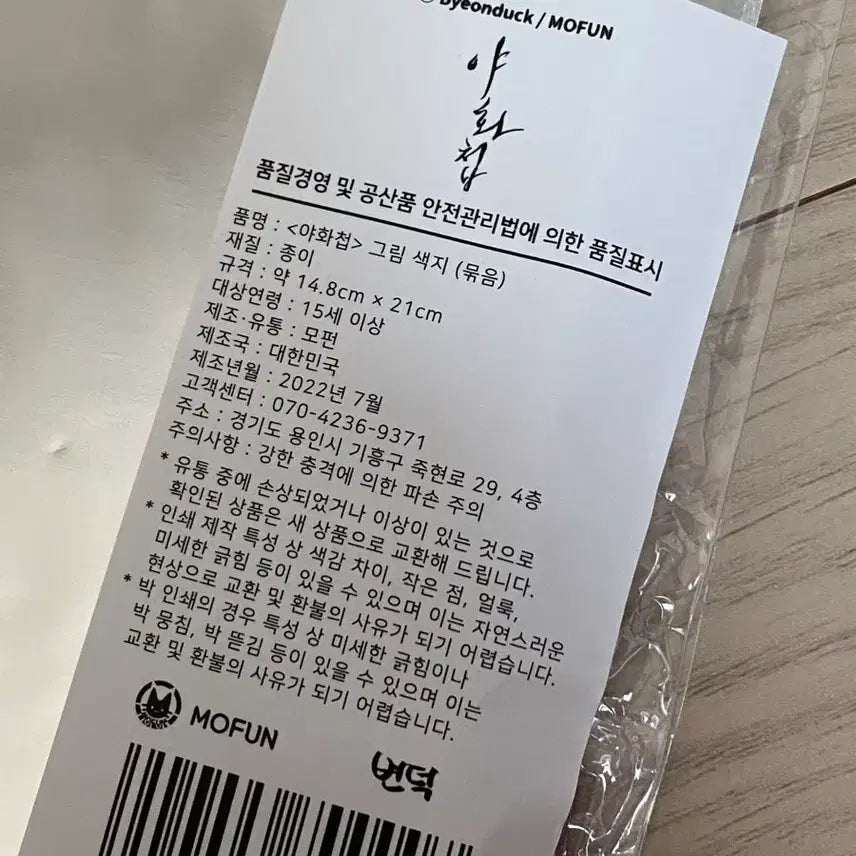 ⓒ Byeonduck / MOFUN
야화첩
품질경영 및 공산품 안전관리법에 의한 품질표시
품명 : <야화첩> 그림 색지 (묶음)
재질 : 종이
규격 : 약 14.8cm × 21cm
대상연령 : 15세 이상
제조·유통 : 모펀
제조국 : 대한민국
제조년월 : 2022년 7월
고객센터 : 070-4236-9371
주소 : 경기도 용인시 기흥구 죽현로 29, 4층
주의사항 : 강한 충격에 의한 파손 주의
* 유통 중에 손상되었거나 이상이 있는 것으로
확인된 상품은 새 상품으로 교환해 드립니다.
* 인쇄 제작 특성 상 색감 차이, 작은 점, 얼룩,
미세한 긁힘 등이 있을 수 있으며 이는 자연스러운
현상으로 교환 및 환불의 사유가 되기 어렵습니다.
* 박 인쇄의 경우 특성 상 미세한 긁힘이나
박 뭉침, 박 뜯김 등이 있을 수 있으며 이는
교환 및 환불의 사유가 되기 어렵습니다.
MOFUN
변덕